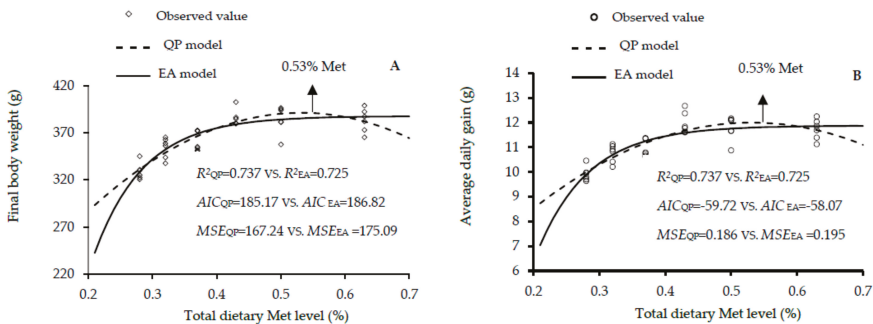 Observed value
QP model
EA model
0.53% Met
A
Final body weight (g)
420
370
320
270
220
R²QP=0.737 VS. R²EA=0.725
AICQP=185.17 VS. AIC EA=186.82
MSEQP=167.24 VS. MSEEA =175.09
0.2 0.3 0.4 0.5 0.6 0.7
Total dietary Met level (%)
Observed value
QP model
EA model
0.53% Met
B
Average daily gain (g)
14
13
12
11
10
9
8
7
6
R²QP=0.737 VS. R²EA=0.725
AICQP=-59.72 VS. AIC EA=-58.07
MSEQP=0.186 VS. MSEEA =0.195
0.2 0.3 0.4 0.5 0.6 0.7
Total dietary Met level (%)